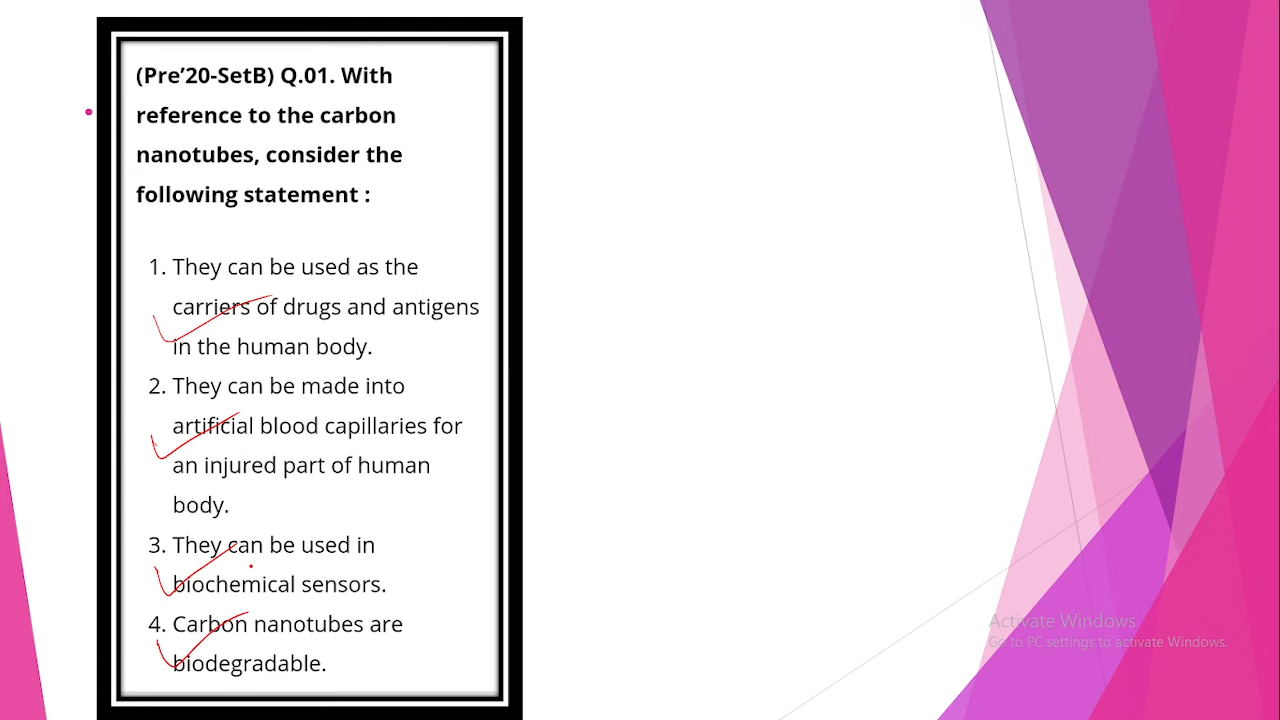 (Pre’20-SetB) Q.01. With
reference to the carbon
nanotubes, consider the
following statement :
1. They can be used as the
carriers of drugs and antigens
in the human body.
2. They can be made into
artificial blood capillaries for
an injured part of human
body.
3. They can be used in
biochemical sensors.
4. Carbon nanotubes are
biodegradable.
Activate Windows
Go to PC settings to activate Windows.